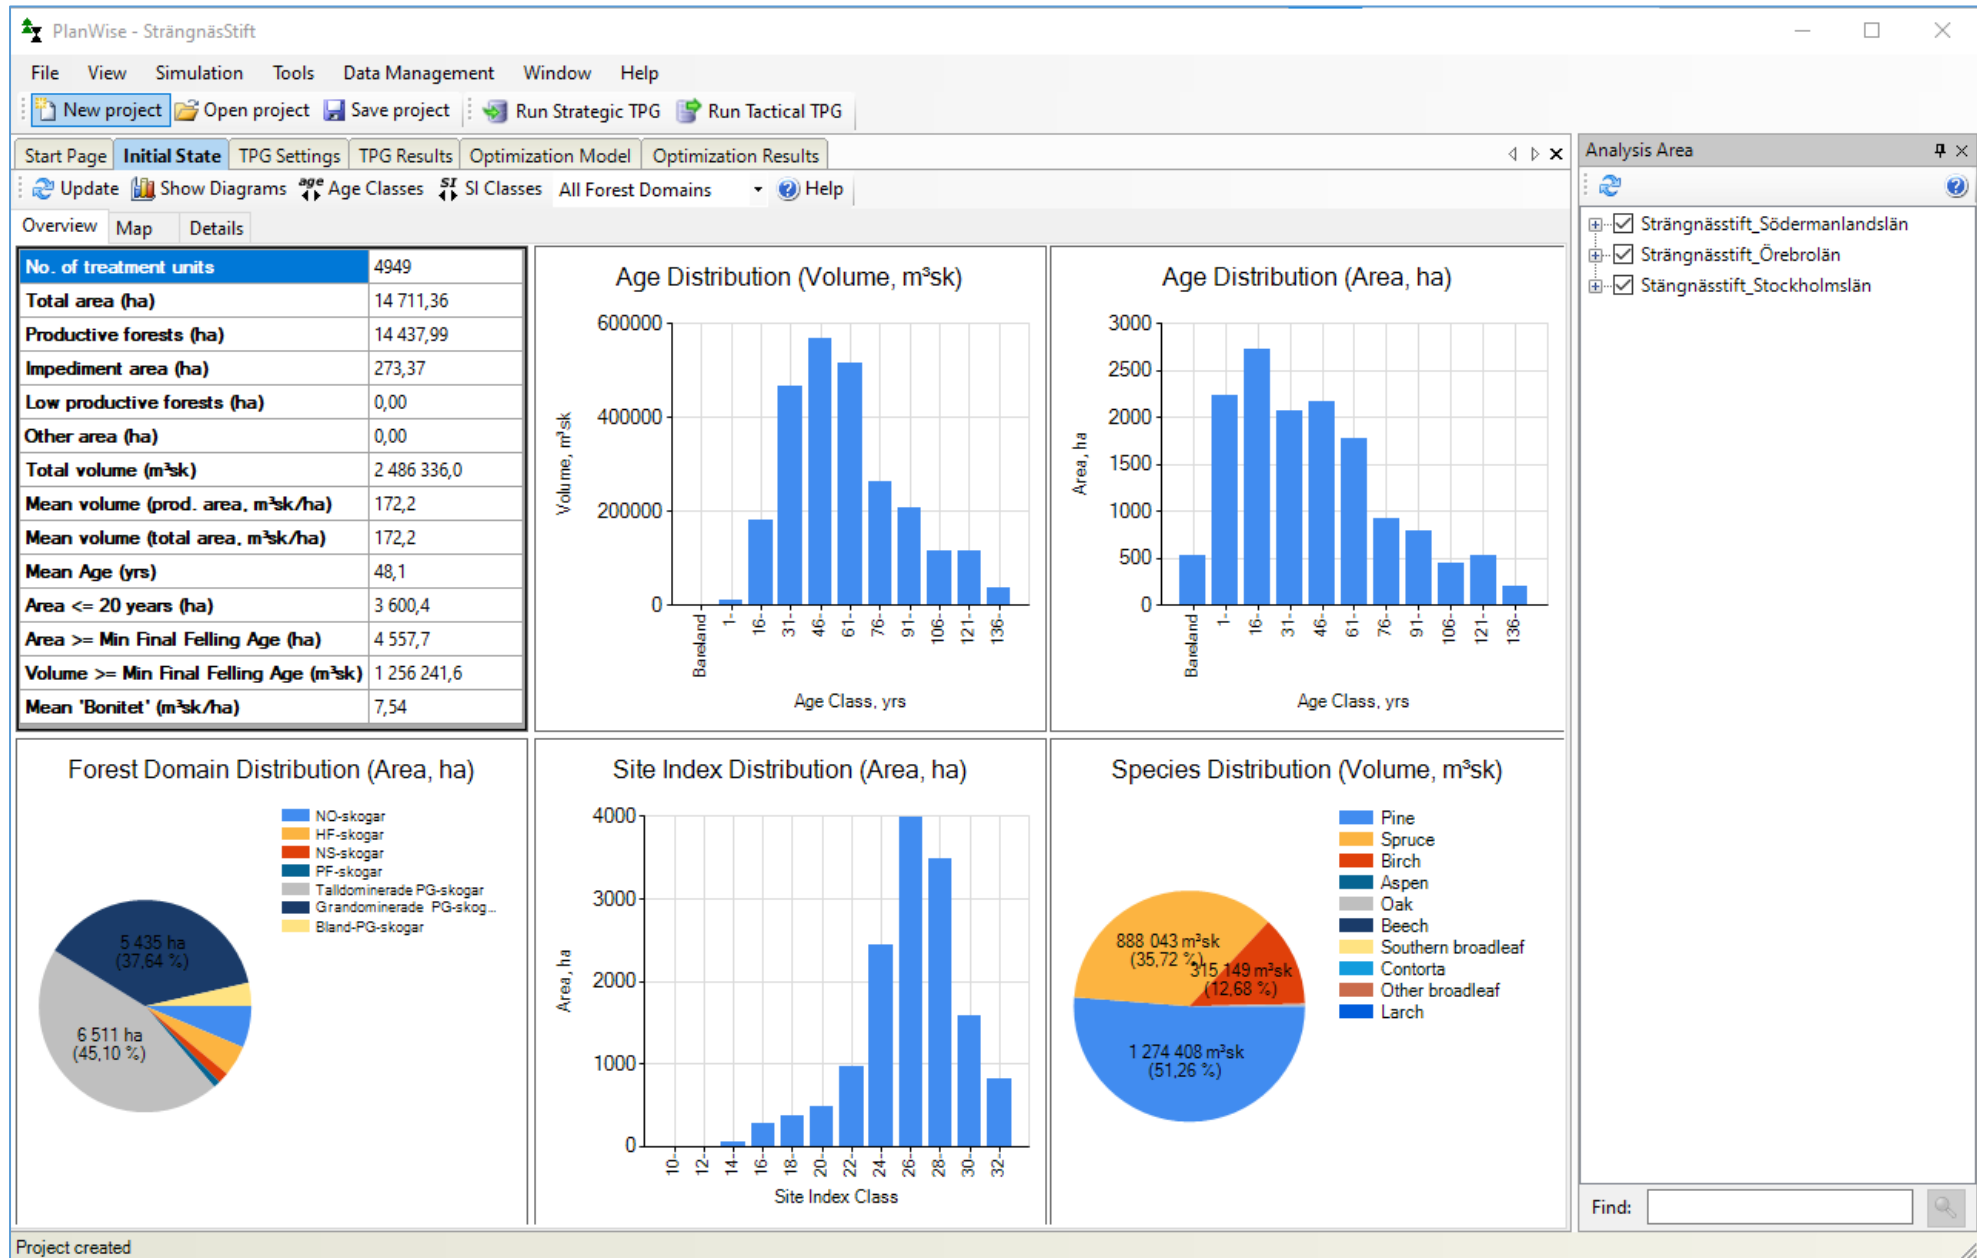 PlanWise - SträngnäsStift
File View Simulation Tools Data Management Window Help
New project Open project Save project Run Strategic TPG Run Tactical TPG
Start Page Initial State TPG Settings TPG Results Optimization Model Optimization Results
Update Show Diagrams age Age Classes SI SI Classes All Forest Domains Help
Overview Map Details
No. of treatment units 4949
Total area (ha) 14 711,36
Productive forests (ha) 14 437,99
Impediment area (ha) 273,37
Low productive forests (ha) 0,00
Other area (ha) 0,00
Total volume (m³sk) 2 486 336,0
Mean volume (prod. area, m³sk/ha) 172,2
Mean volume (total area, m³sk/ha) 172,2
Mean Age (yrs) 48,1
Area <= 20 years (ha) 3 600,4
Area >= Min Final Felling Age (ha) 4 557,7
Volume >= Min Final Felling Age (m³sk) 1 256 241,6
Mean 'Bonitet' (m³sk/ha) 7,54
Age Distribution (Volume, m³sk)
600000
400000
200000
0
Volume, m³sk
Bareland 1- 16- 31- 46- 61- 76- 91- 106- 121- 136-
Age Class, yrs
Age Distribution (Area, ha)
3000
2500
2000
1500
1000
500
0
Area, ha
Bareland 1- 16- 31- 46- 61- 76- 91- 106- 121- 136-
Age Class, yrs
Forest Domain Distribution (Area, ha)
NO-skogar
HF-skogar
NS-skogar
PF-skogar
Talldominerade PG-skogar
Grandominerade PG-skog...
Bland-PG-skogar
5 435 ha
(37,64 %)
6 511 ha
(45,10 %)
Site Index Distribution (Area, ha)
4000
3000
2000
1000
0
Area, ha
10- 12- 14- 16- 18- 20- 22- 24- 26- 28- 30- 32-
Site Index Class
Species Distribution (Volume, m³sk)
Pine
Spruce
Birch
Aspen
Oak
Beech
Southern broadleaf
Contorta
Other broadleaf
Larch
888 043 m³sk
(35,72 %)
315 149 m³sk
(12,68 %)
1 274 408 m³sk
(51,26 %)
Analysis Area
Strängnässtift_Södermanlandslän
Strängnässtift_Örebrolän
Stängnässtift_Stockholmslän
Find:
Project created